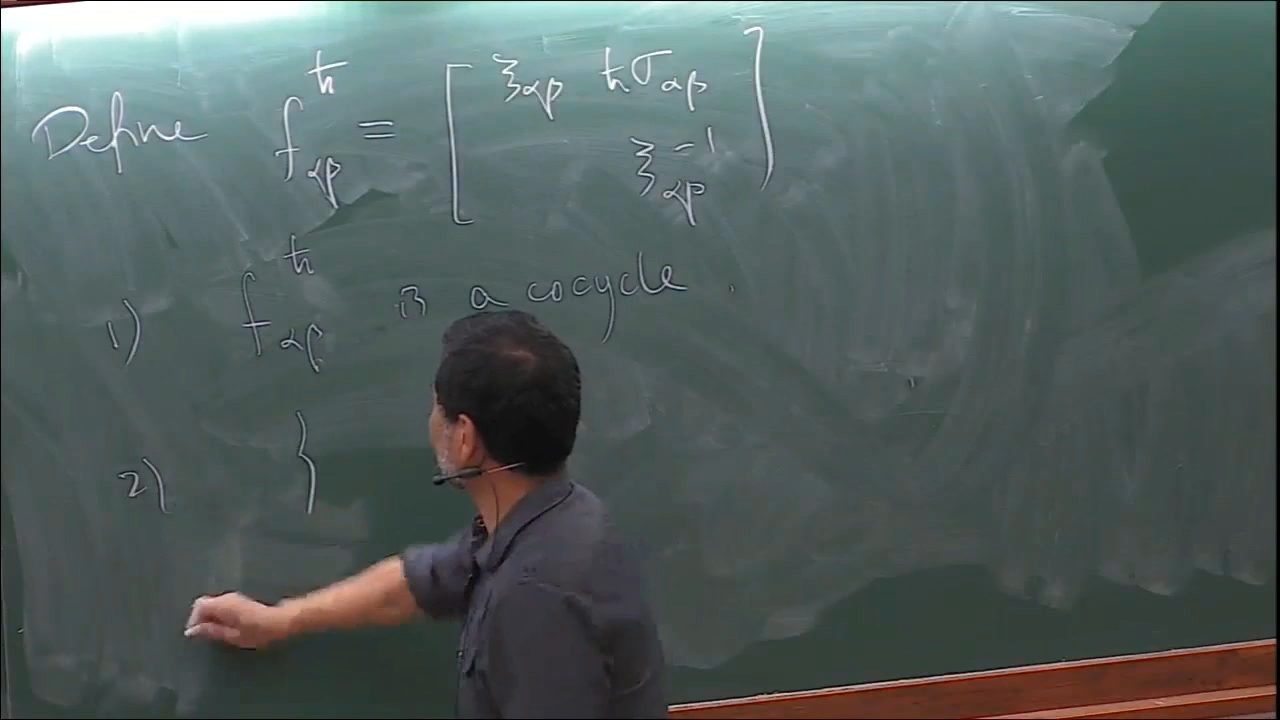 Define f^ħ_αβ = [ ξ_αβ ħσ_αβ
ξ^-1_αβ ]
1) f^ħ_αβ is a cocycle.
2) }